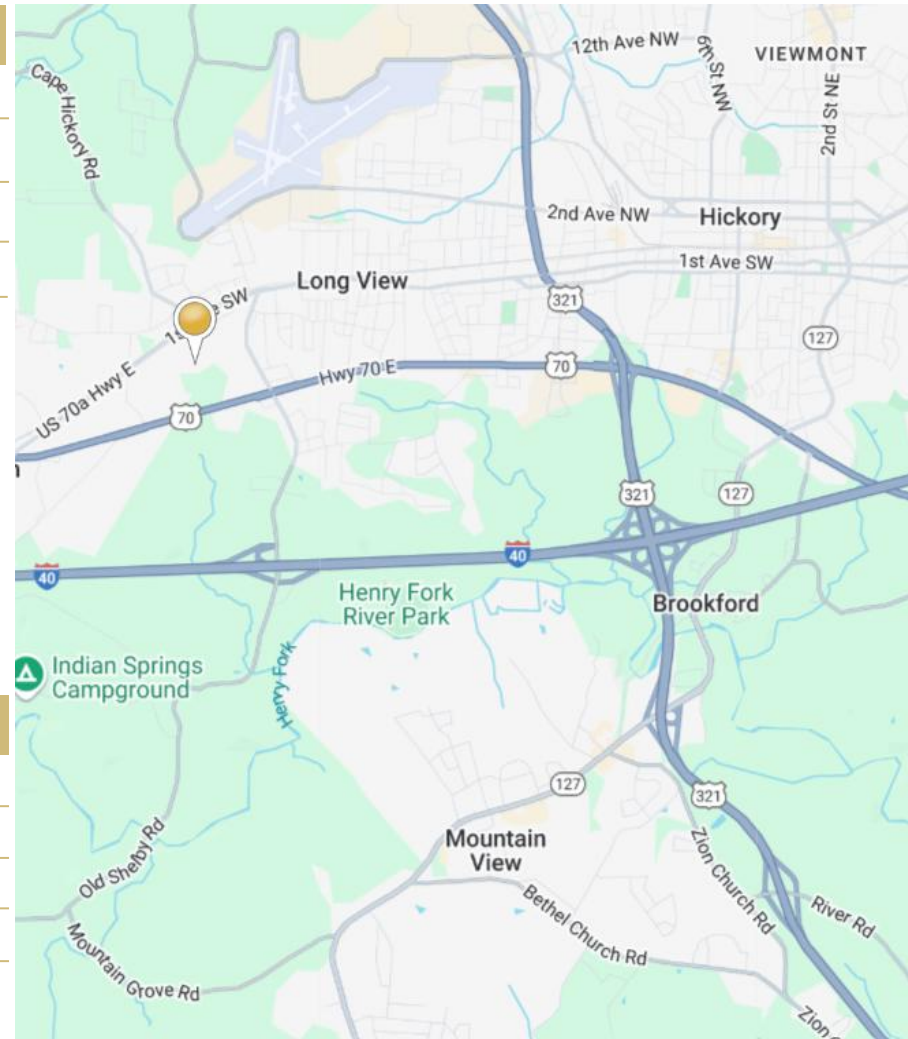 12th Ave NW
6th St NW
VIEWMONT
Cape Hickory Rd
2nd St NE
2nd Ave NW
Hickory
1st Ave SW
Long View
321
SW
127
Hwy 70 E
70
US 70a Hwy E
70
321
127
40
40
Henry Fork
River Park
Brookford
Indian Springs
Campground
Henry Fork
127
321
Mountain
View
Zion Church Rd
Old Shelby Rd
Bethel Church Rd
River Rd
Mountain Grove Rd
Zion